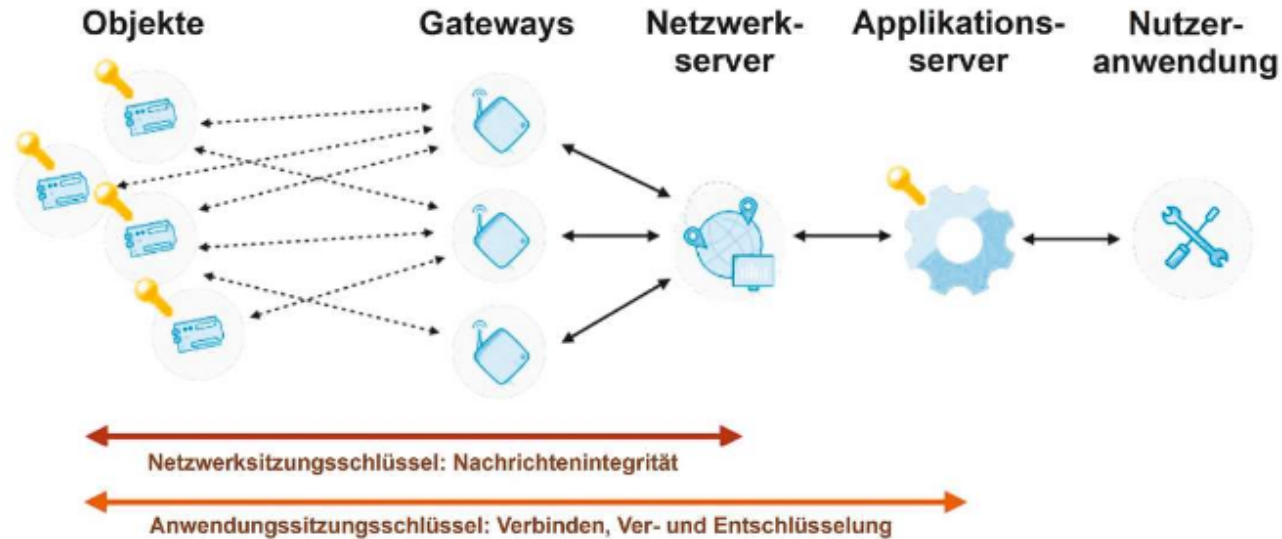 Objekte
Gateways
Netzwerk-
server
Applikations-
server
Nutzer-
anwendung
Netzwerksitzungsschlüssel: Nachrichtenintegrität
Anwendungssitzungsschlüssel: Verbinden, Ver- und Entschlüsselung